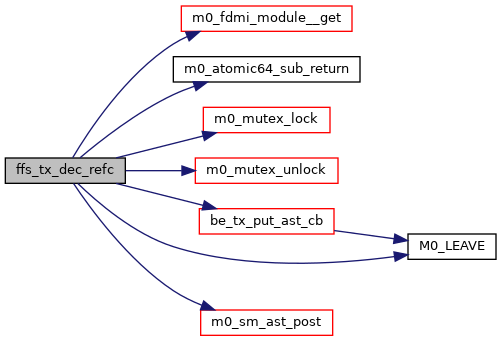 m0_fdmi_module__get
m0_atomic64_sub_return
m0_mutex_lock
ffs_tx_dec_refc
m0_mutex_unlock
be_tx_put_ast_cb
M0_LEAVE
m0_sm_ast_post